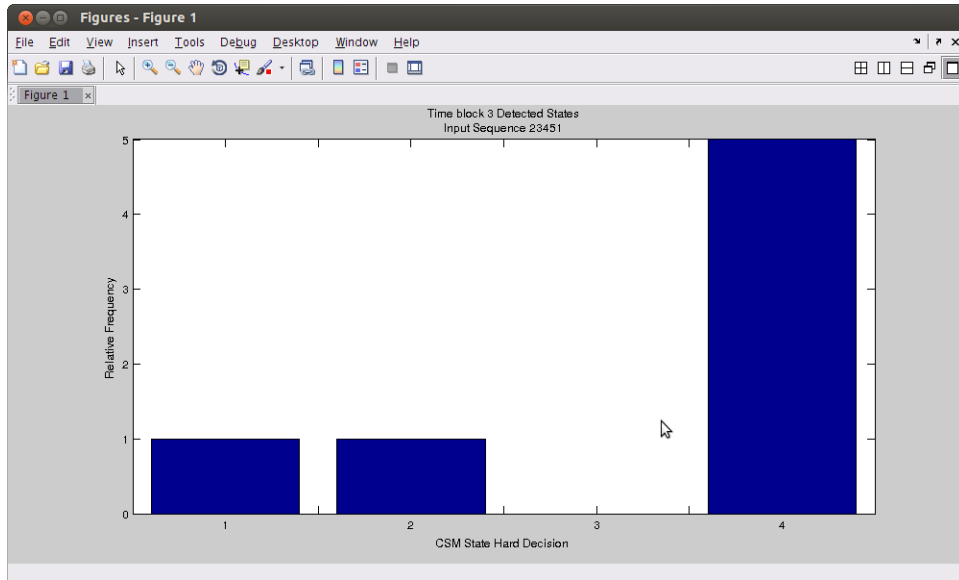 Figures - Figure 1
File Edit View Insert Tools Debug Desktop Window Help
Figure 1
Time block 3 Detected States
Input Sequence 23451
Relative Frequency
5
4
3
2
1
0
1 2 3 4
CSM State Hard Decision